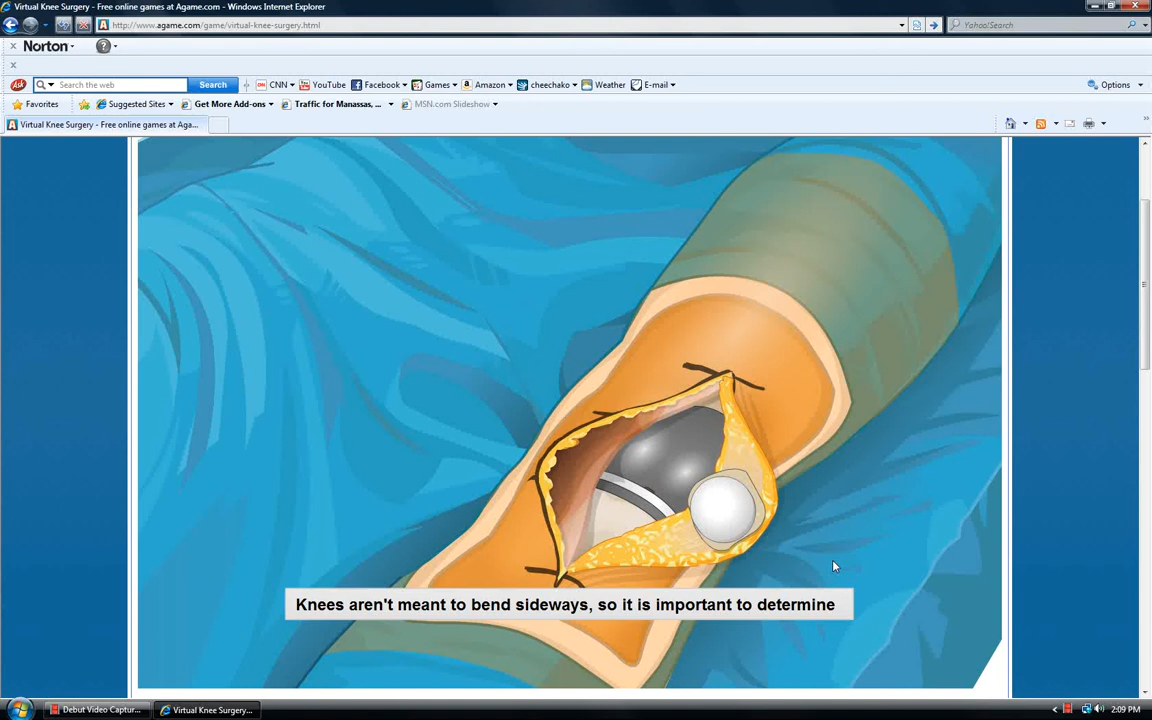 Virtual Knee Surgery - Free online games at Agame.com - Windows Internet Explorer
http://www.agame.com/game/virtual-knee-surgery.html
Yahoo!Search
Norton
Ask Search the web Search CNN YouTube Facebook Games Amazon cheechako Weather E-mail Options
Favorites Suggested Sites Get More Add-ons Traffic for Manassas, ... MSN.com Slideshow
Virtual Knee Surgery - Free online games at Aga...
Knees aren't meant to bend sideways, so it is important to determine
Debut Video Captur... Virtual Knee Surgery... 2:09 PM